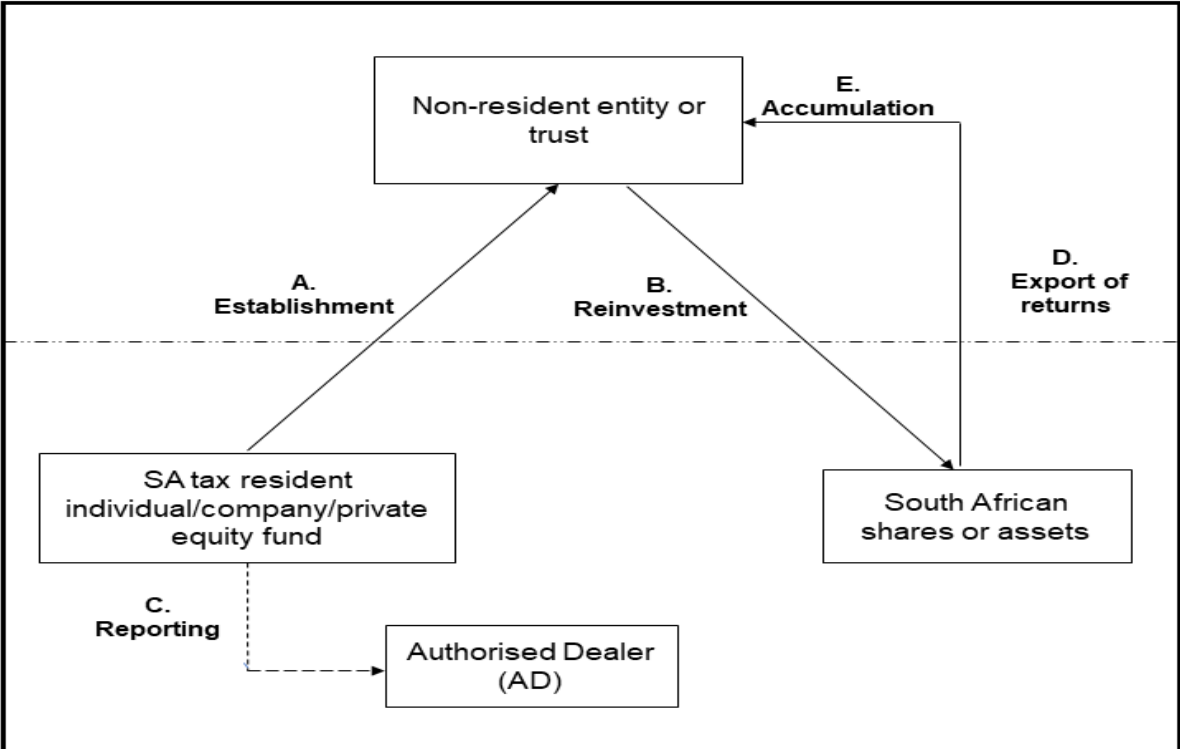 Non-resident entity or
trust
E.
Accumulation
A.
Establishment
B.
Reinvestment
D.
Export of
returns
SA tax resident
individual/company/private
equity fund
South African
shares or assets
C.
Reporting
Authorised Dealer
(AD)